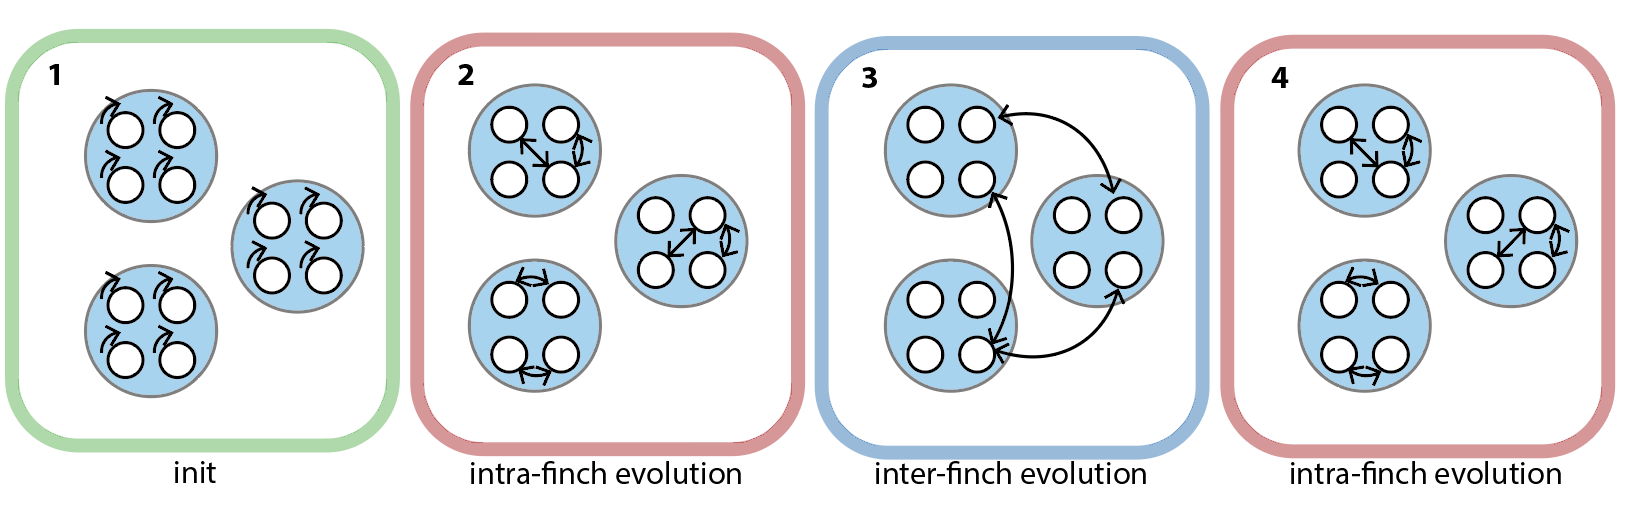 1
2
3
4
init
intra-finch evolution
inter-finch evolution
intra-finch evolution